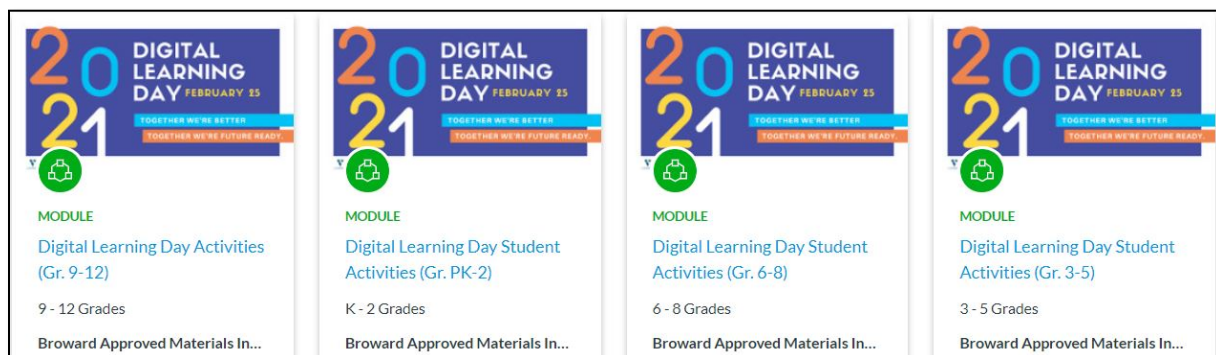 20
21
DIGITAL
LEARNING
DAY FEBRUARY 25
TOGETHER WE'RE BETTER
TOGETHER WE'RE FUTURE READY.
MODULE
Digital Learning Day Activities
(Gr. 9-12)
9 - 12 Grades
Broward Approved Materials In...
20
21
DIGITAL
LEARNING
DAY FEBRUARY 25
TOGETHER WE'RE BETTER
TOGETHER WE'RE FUTURE READY.
MODULE
Digital Learning Day Student
Activities (Gr. PK-2)
K - 2 Grades
Broward Approved Materials In...
20
21
DIGITAL
LEARNING
DAY FEBRUARY 25
TOGETHER WE'RE BETTER
TOGETHER WE'RE FUTURE READY.
MODULE
Digital Learning Day Student
Activities (Gr. 6-8)
6 - 8 Grades
Broward Approved Materials In...
20
21
DIGITAL
LEARNING
DAY FEBRUARY 25
TOGETHER WE'RE BETTER
TOGETHER WE'RE FUTURE READY.
MODULE
Digital Learning Day Student
Activities (Gr. 3-5)
3 - 5 Grades
Broward Approved Materials In...